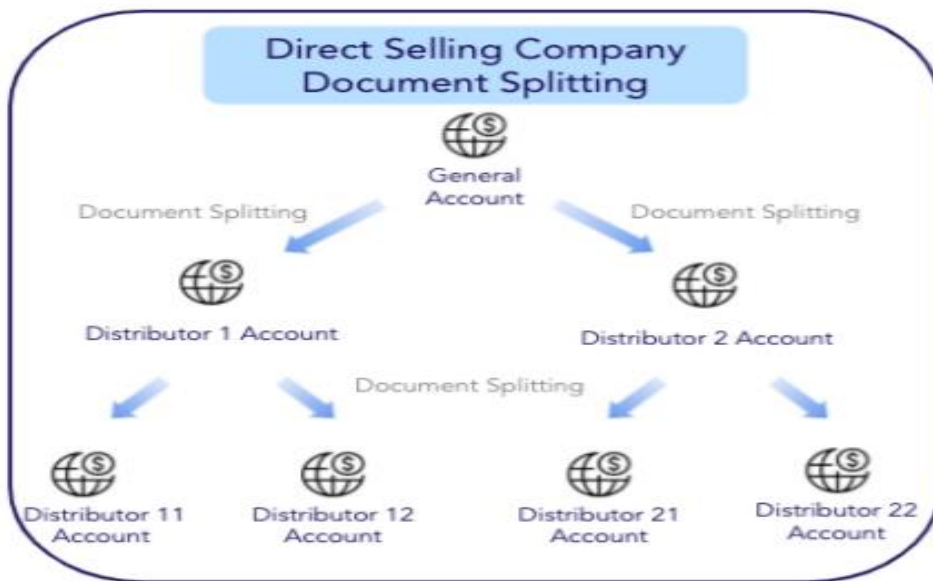 Direct Selling Company
Document Splitting
$
General
Account
Document Splitting
Document Splitting
$
$
Distributor 1 Account
Distributor 2 Account
Document Splitting
$
$
$
$
Distributor 11
Account
Distributor 12
Account
Distributor 21
Account
Distributor 22
Account